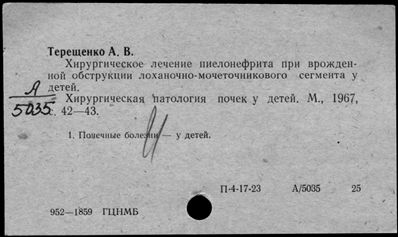 Терещенко А. В.
Хирургическое лечение пиелонефрита при врожден-
ной обструкции лоханочно-мочеточникового сегмента у
детей.
А
5035
Хирургическая патология почек у детей. М., 1967,
с. 42—43.
1. Почечные болезни — у детей.
П-4-17-23 А/5035 25
952—1859 ГЦНМБ